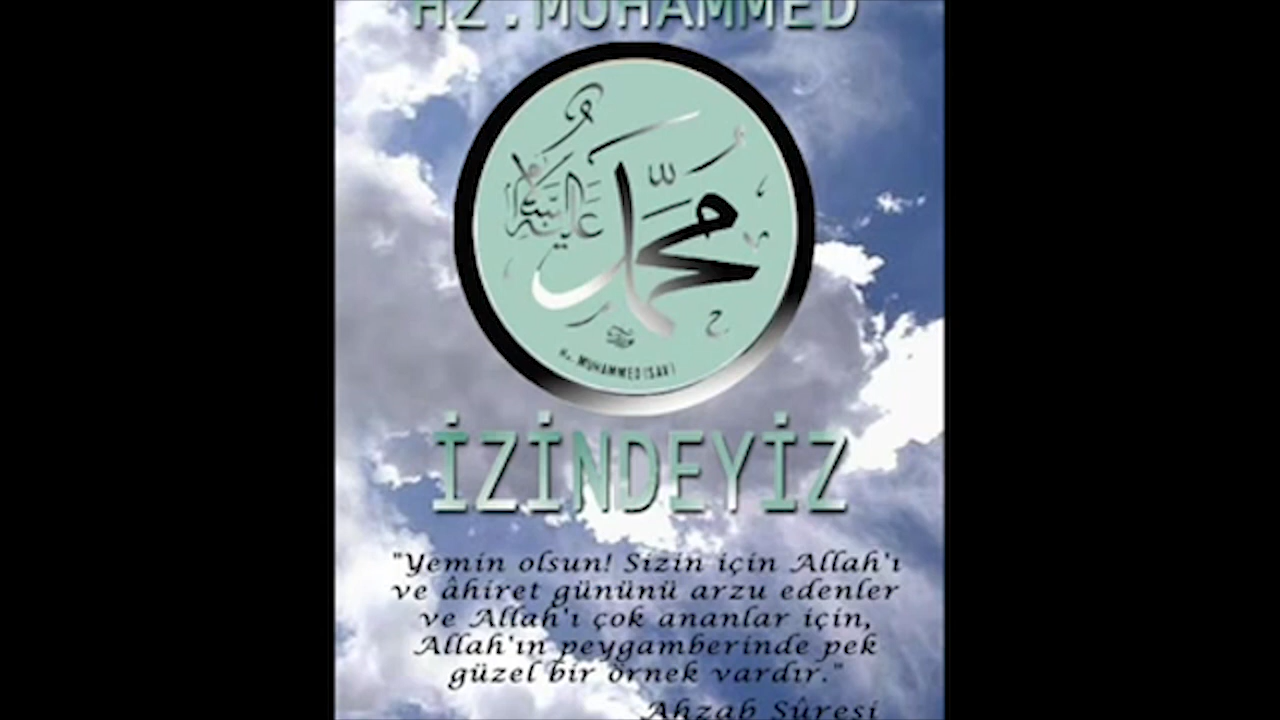 HZ.MUHAMMED
عليه السلام
محمد
Hz. MUHAMMED (SAV)
İZİNDEYİZ
"Yemin olsun! Sizin için Allah'ı
ve âhiret gününü arzu edenler
ve Allah'ı çok ananlar için,
Allah'ın peygamberinde pek
güzel bir örnek vardır."
Ahzab Sûresi